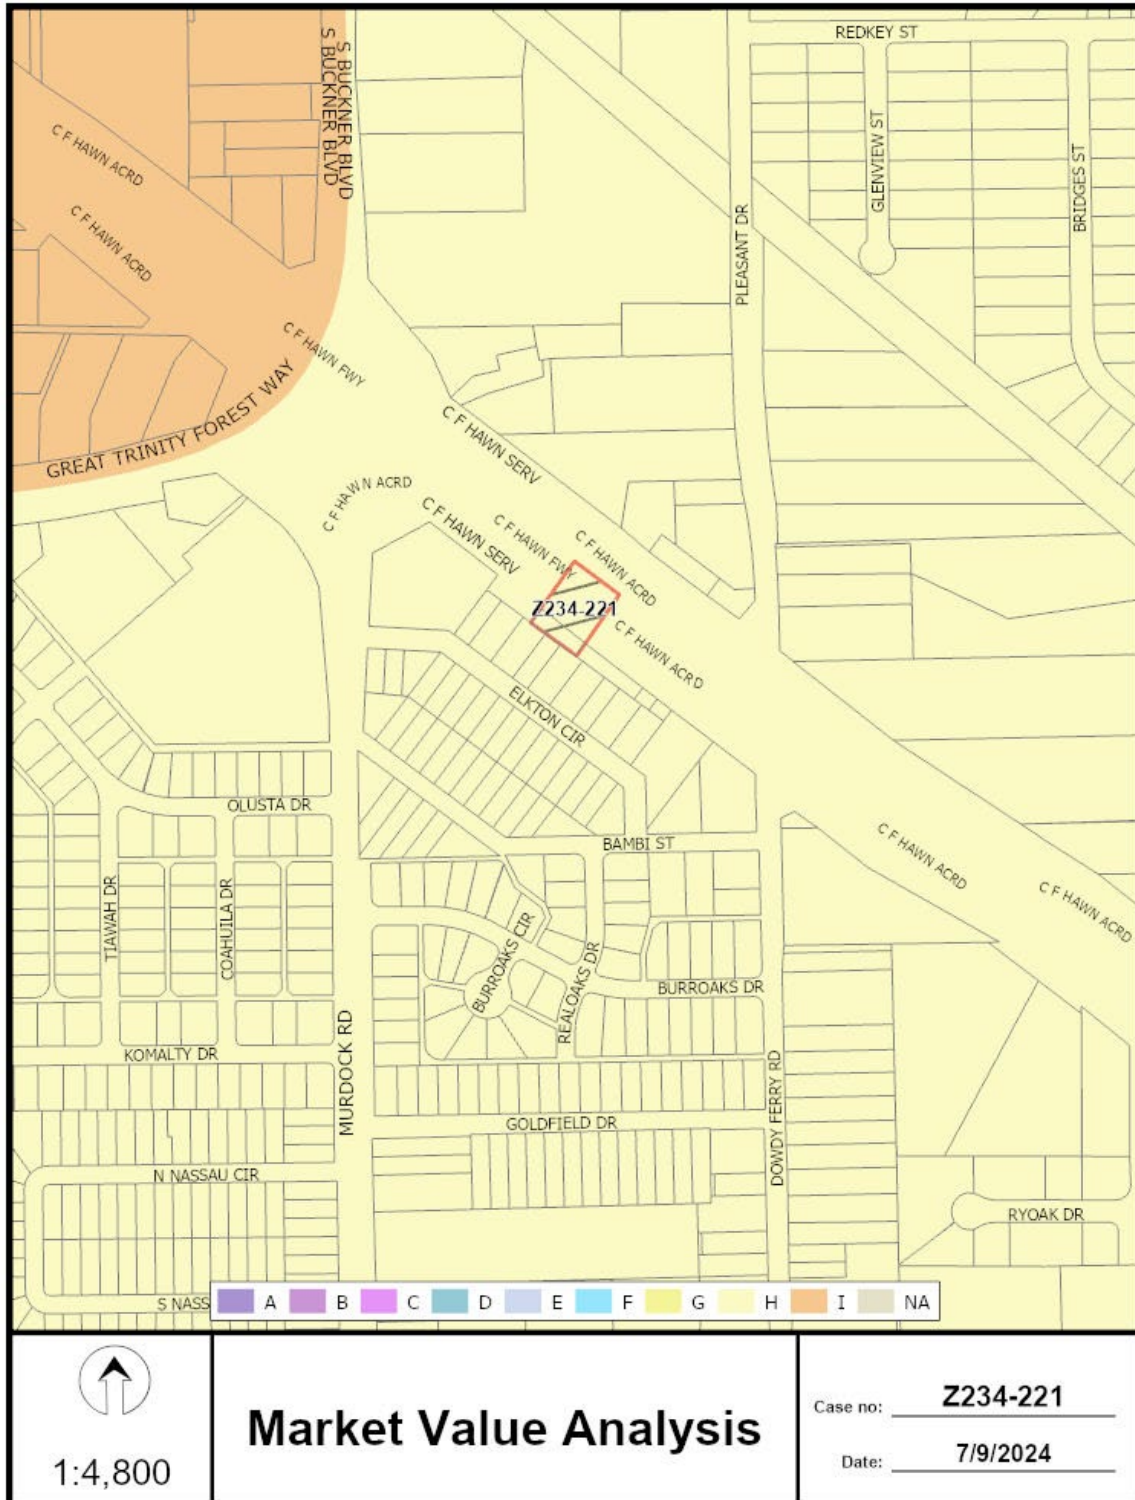 REDKEY ST
S BUCKNER BLVD
S BUCKNER BLVD
C F HAWN ACRD
C F HAWN ACRD
GLENVIEW ST
BRIDGES ST
PLEASANT DR
C F HAWN FWY
GREAT TRINITY FOREST WAY
C F HAWN SERV
C F HAWN ACRD
C F HAWN SERV
C F HAWN FWY
C F HAWN ACRD
Z234-221
C F HAWN ACRD
ELKTON CIR
OLUSTA DR
BAMBI ST
C F HAWN ACRD
C F HAWN ACRD
TIAWAH DR
COAHUILA DR
BURROAKS CIR
REALOAKS DR
BURROAKS DR
KOMALTY DR
MURDOCK RD
GOLDFIELD DR
DOWDY FERRY RD
N NASSAU CIR
RYOAK DR
S NASS
A B C D E F G H I NA
1:4,800
Market Value Analysis
Case no: Z234-221
Date: 7/9/2024